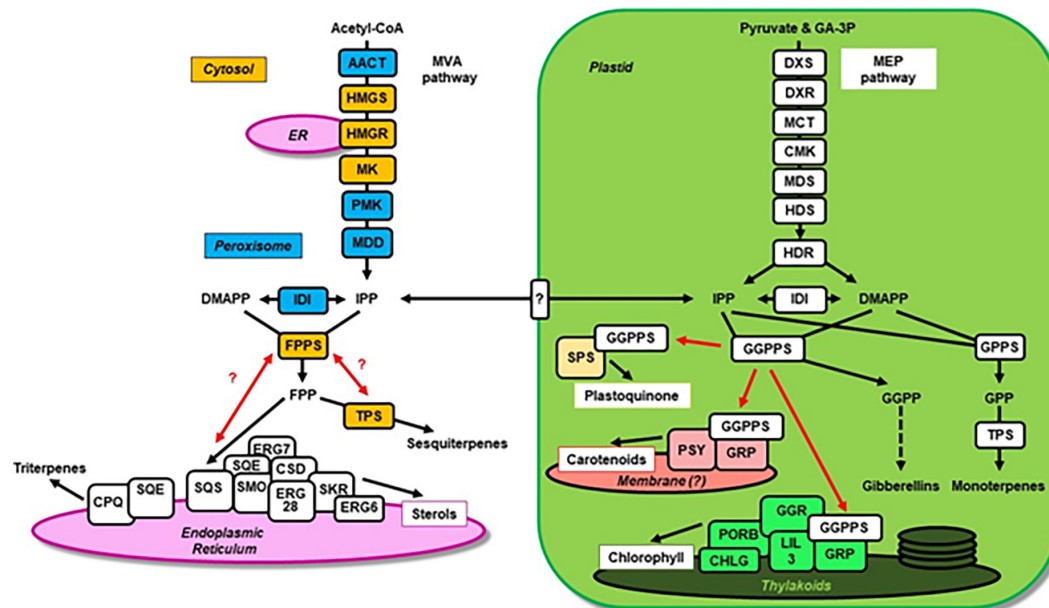 Acetyl-CoA
Cytosol
MVA
pathway
AACT
HMGS
ER
HMGR
MK
PMK
Peroxisome
MDD
DMAPP
IDI
IPP
?
FPPS
?
?
FPP
TPS
Sesquiterpenes
Triterpenes
CPQ
SQE
SQS
SQE
SMO
ERG7
CSD
ERG
28
SKR
ERG6
Sterols
Endoplasmic
Reticulum
Pyruvate & GA-3P
Plastid
MEP
pathway
DXS
DXR
MCT
CMK
MDS
HDS
HDR
IPP
IDI
DMAPP
SPS
GGPPS
GGPPS
GPPS
Plastoquinone
GGPP
GPP
TPS
GGPPS
Carotenoids
PSY
GRP
Membrane (?)
Gibberellins
Monoterpenes
GGR
GGPPS
PORB
LIL
3
GRP
Chlorophyll
CHLG
Thylakoids